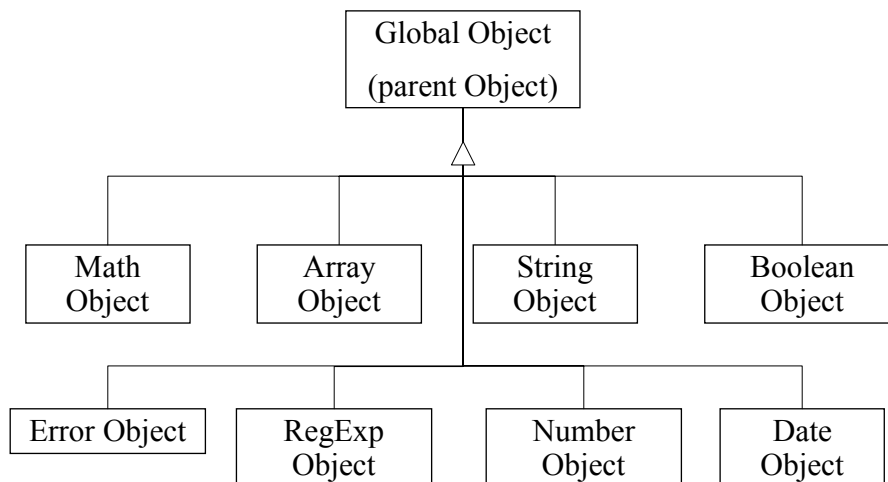 Global Object
(parent Object)
Math
Object
Array
Object
String
Object
Boolean
Object
Error Object
RegExp
Object
Number
Object
Date
Object